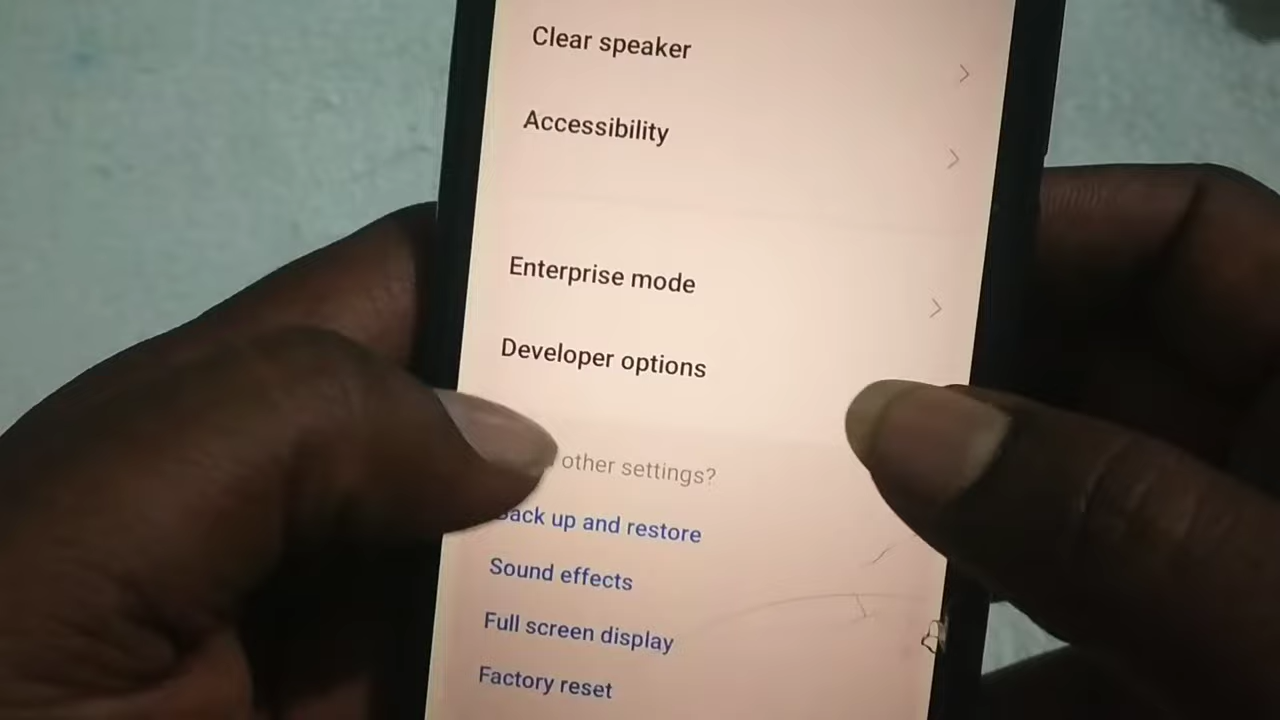 Clear speaker
Accessibility
Enterprise mode
Developer options
other settings?
Back up and restore
Sound effects
Full screen display
Factory reset